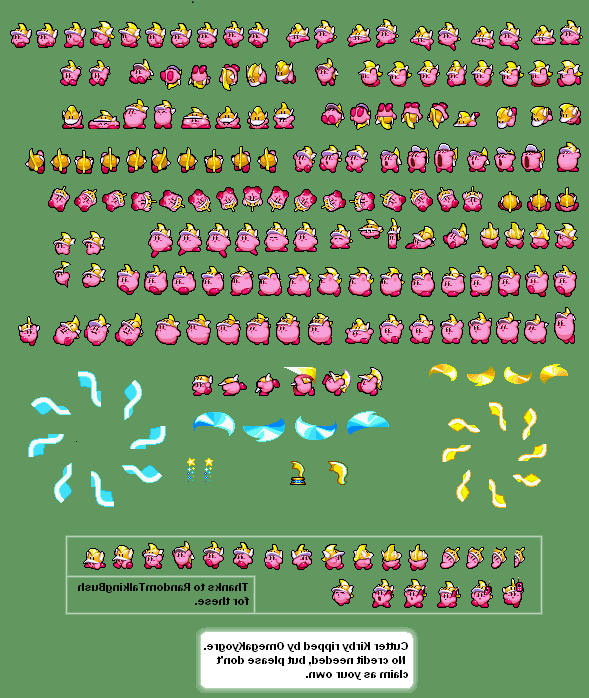 Thanks to RandomTalkingBush
for these.
Cutter Kirby ripped by OmegaKyogre.
No credit needed, but please don't
claim as your own.